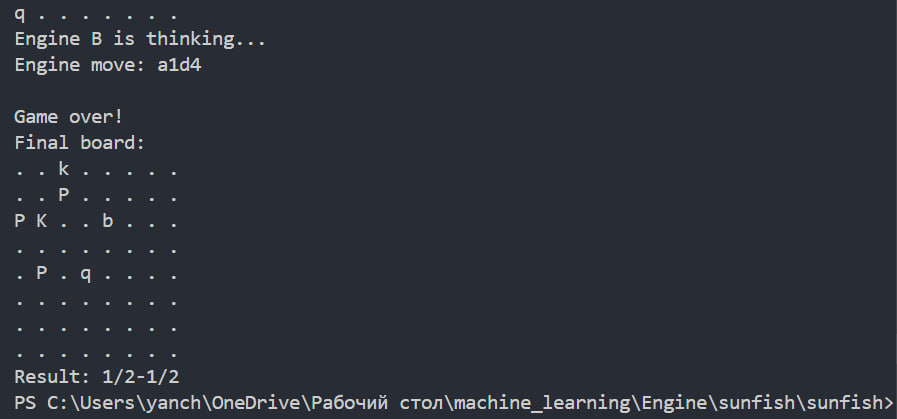 q . . . . . . .
Engine B is thinking...
Engine move: a1d4
Game over!
Final board:
. . k . . . . .
. . P . . . . .
P K . . b . . .
. . . . . . . .
. P . q . . . .
. . . . . . . .
. . . . . . . .
. . . . . . . .
Result: 1/2-1/2
PS C:\Users\yanch\OneDrive\Рабочий стол\machine_learning\Engine\sunfish\sunfish>